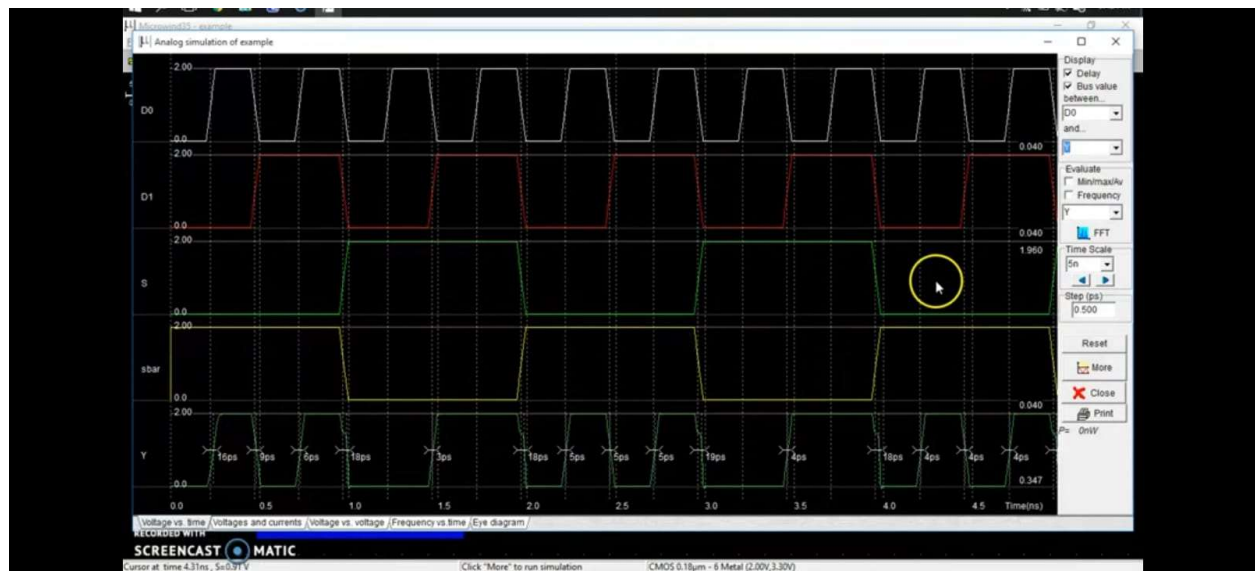 Microwind35 - example
Analog simulation of example
Display
Delay
Bus value
between...
D0
and...
Y
Evaluate
Min/max/Av
Frequency
Y
FFT
Time Scale
5n
Step (ps)
0.500
Reset
More
Close
Print
P= 0nW
2.00
D0
0.0
0.040
2.00
D1
0.0
0.040
2.00
1.960
S
0.0
2.00
sbar
0.0
0.040
2.00
Y
16ps 9ps 6ps 18ps 3ps 18ps 5ps 5ps 5ps 19ps 4ps 18ps 4ps 4ps 4ps
0.0
0.347
0.0 0.5 1.0 1.5 2.0 2.5 3.0 3.5 4.0 4.5 Time(ns)
Voltage vs. time Voltages and currents Voltage vs. voltage Frequency vs.time Eye diagram
RECORDED WITH
SCREENCAST MATIC
Cursor at time 4.31ns, S=0.91 V
Click "More" to run simulation
CMOS 0.18µm - 6 Metal (2.00V,3.30V)